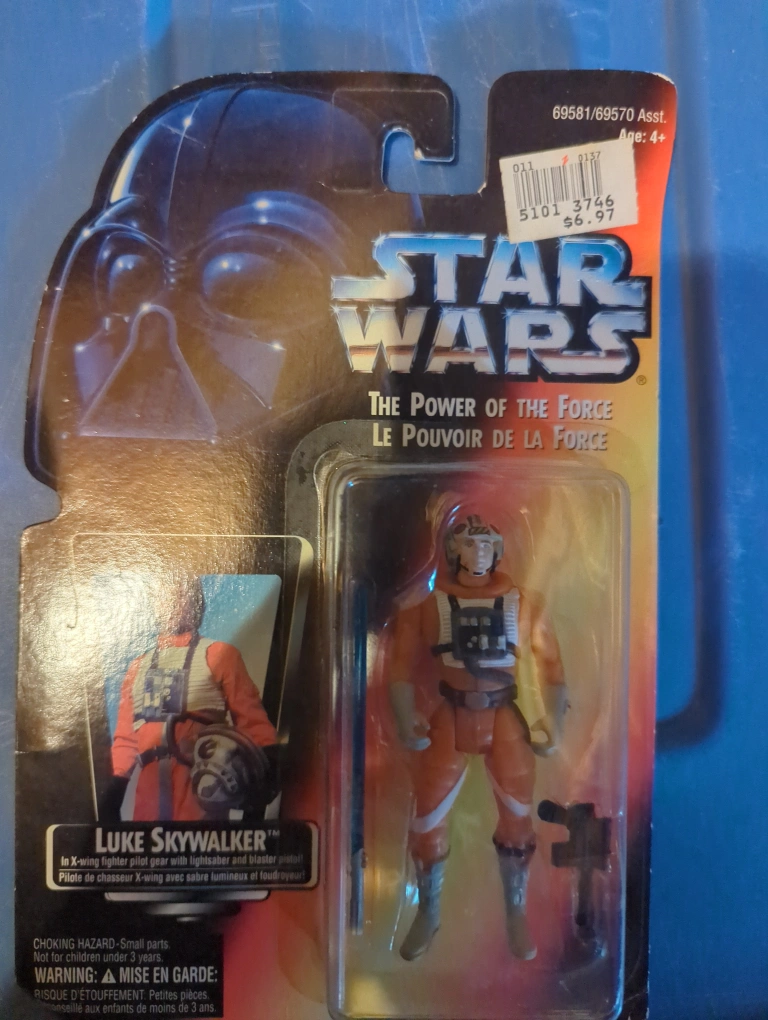 69581/69570 Asst.
Age: 4+
011 0137
5101 3746
$6.97
STAR
WARS®
THE POWER OF THE FORCE
LE POUVOIR DE LA FORCE
LUKE SKYWALKER™
In X-wing fighter pilot gear with lightsaber and blaster pistol!
Pilote de chasseur X-wing avec sabre lumineux et foudroyeur!
CHOKING HAZARD-Small parts.
Not for children under 3 years.
WARNING: ⚠ MISE EN GARDE:
RISQUE D'ÉTOUFFEMENT: Petites pièces.
aux enfants de moins de 3 ans.